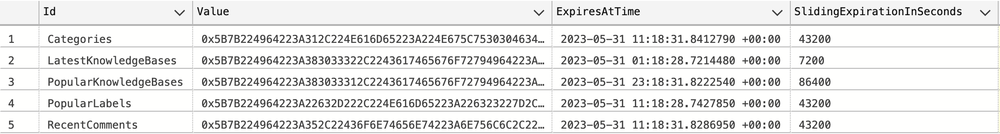 Id Value ExpiresAtTime SlidingExpirationInSeconds
1 Categories 0x5B7B224964223A312C224E616D65223A224E675C7530304634… 2023-05-31 11:18:31.8412790 +00:00 43200
2 LatestKnowledgeBases 0x5B7B224964223A383033322C2243617465676F72794964223A… 2023-05-31 01:18:28.7214480 +00:00 7200
3 PopularKnowledgeBases 0x5B7B224964223A383033312C2243617465676F72794964223A… 2023-05-31 23:18:31.8222540 +00:00 86400
4 PopularLabels 0x5B7B224964223A22632D222C224E616D65223A226323227D2C… 2023-05-31 11:18:28.7427850 +00:00 43200
5 RecentComments 0x5B7B224964223A352C22436F6E74656E74223A6E756C6C2C22… 2023-05-31 11:18:31.8286950 +00:00 43200